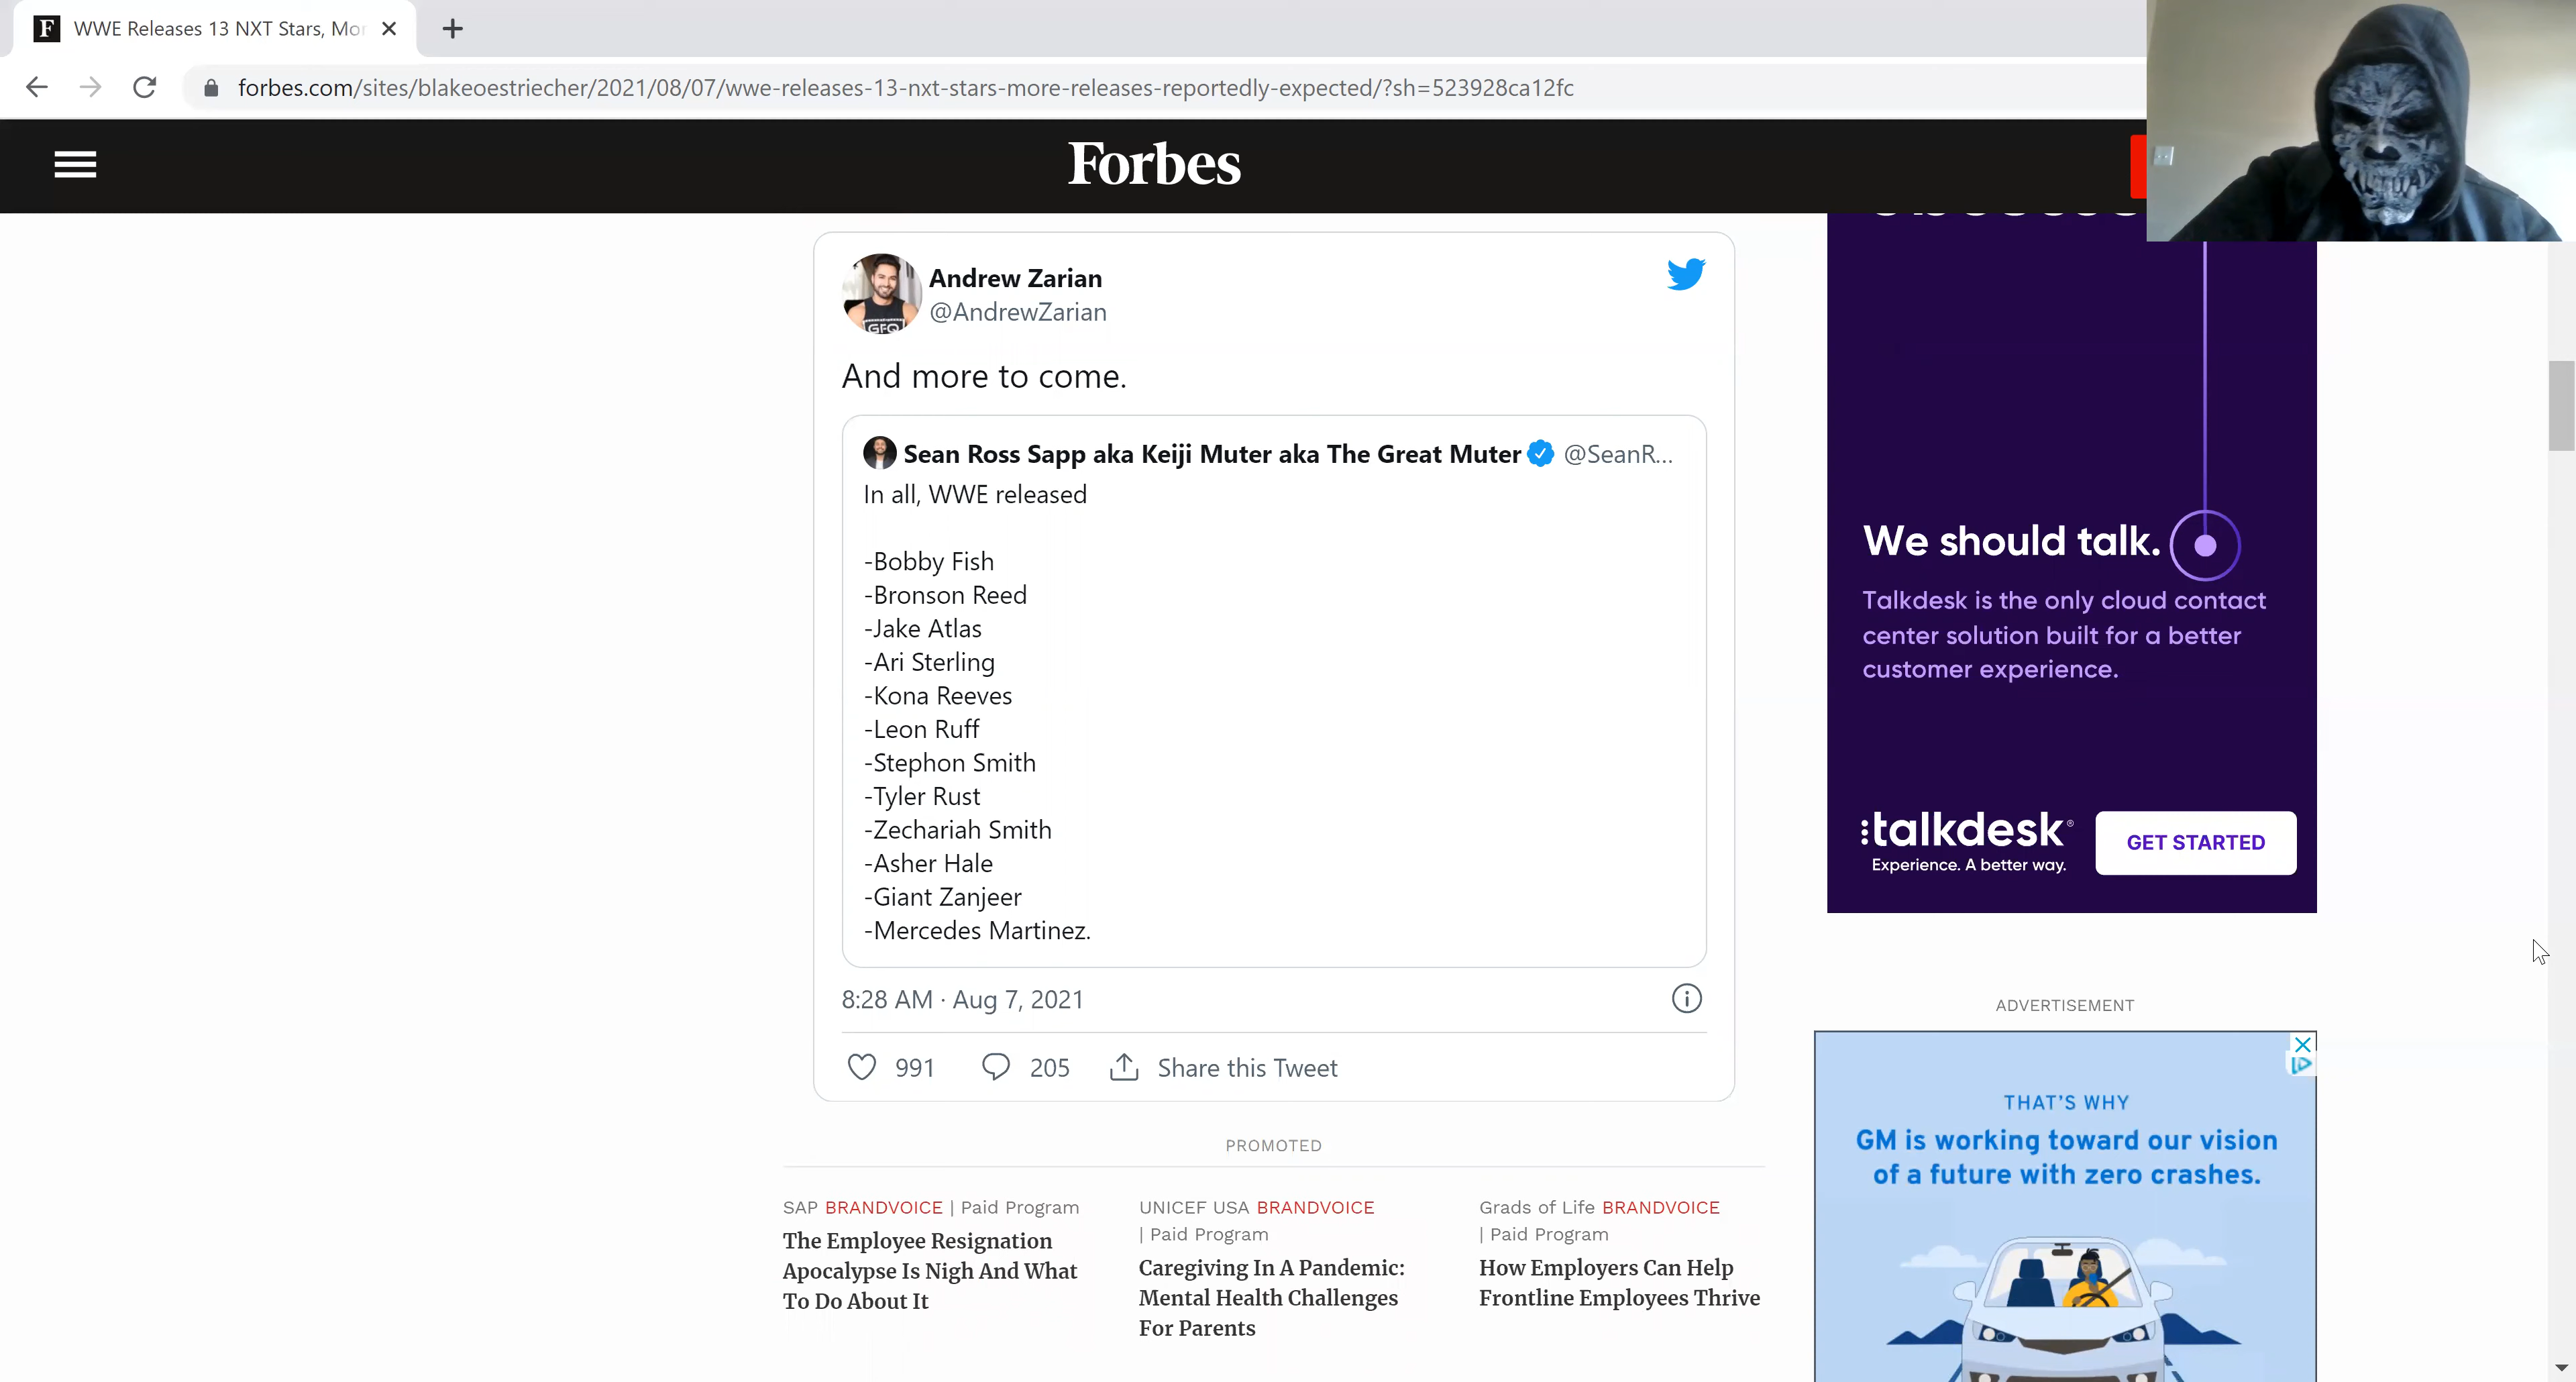 WWE Releases 13 NXT Stars, Mor
forbes.com/sites/blakeoestriecher/2021/08/07/wwe-releases-13-nxt-stars-more-releases-reportedly-expected/?sh=523928ca12fc
Forbes
Andrew Zarian
@AndrewZarian
And more to come.
Sean Ross Sapp aka Keiji Muter aka The Great Muter @SeanR...
In all, WWE released
-Bobby Fish
-Bronson Reed
-Jake Atlas
-Ari Sterling
-Kona Reeves
-Leon Ruff
-Stephon Smith
-Tyler Rust
-Zechariah Smith
-Asher Hale
-Giant Zanjeer
-Mercedes Martinez.
8:28 AM · Aug 7, 2021
991 205 Share this Tweet
PROMOTED
SAP BRANDVOICE | Paid Program
The Employee Resignation
Apocalypse Is Nigh And What
To Do About It
UNICEF USA BRANDVOICE
| Paid Program
Caregiving In A Pandemic:
Mental Health Challenges
For Parents
Grads of Life BRANDVOICE
| Paid Program
How Employers Can Help
Frontline Employees Thrive
We should talk.
Talkdesk is the only cloud contact
center solution built for a better
customer experience.
:talkdesk®
Experience. A better way.
GET STARTED
ADVERTISEMENT
THAT'S WHY
GM is working toward our vision
of a future with zero crashes.